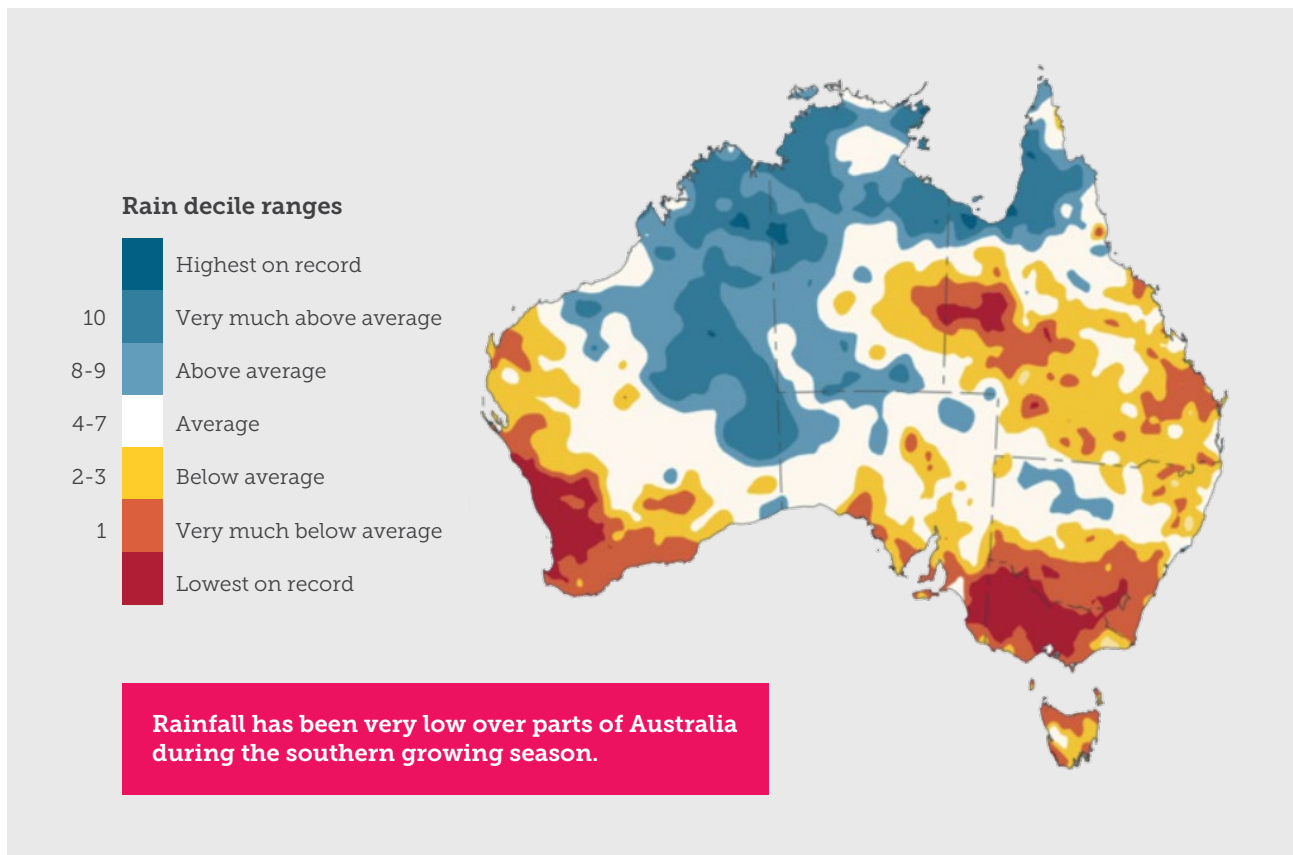 Rain decile ranges
Highest on record
10 Very much above average
8-9 Above average
4-7 Average
2-3 Below average
1 Very much below average
Lowest on record
Rainfall has been very low over parts of Australia
during the southern growing season.